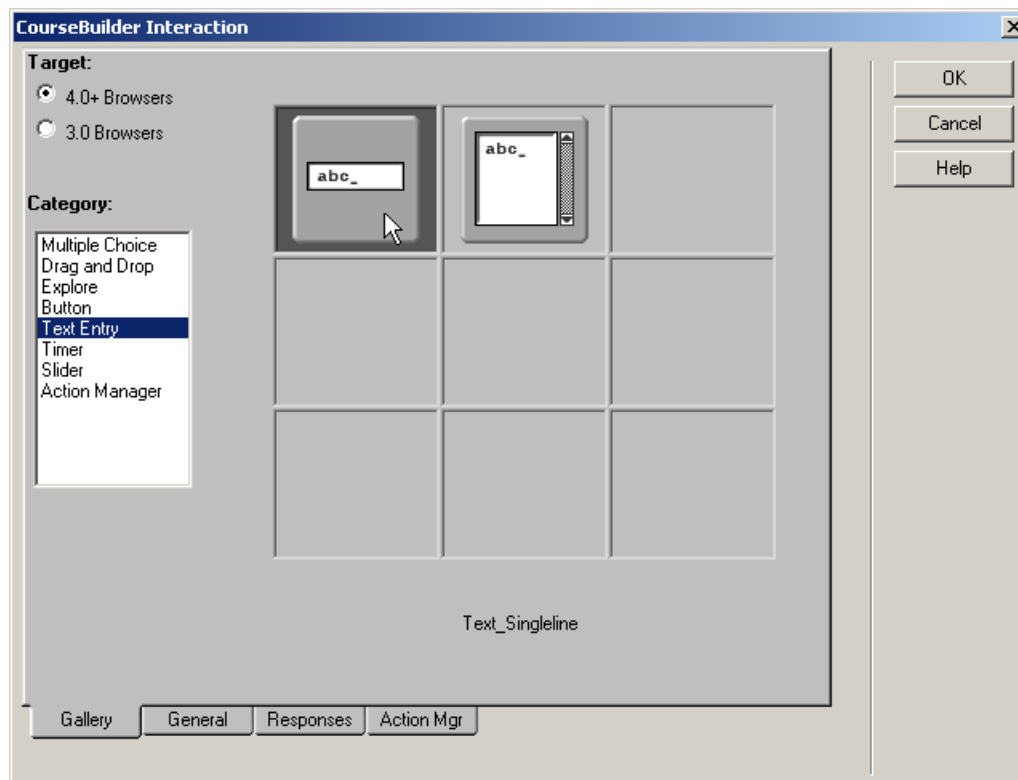 CourseBuilder Interaction
Target:
4.0+ Browsers
3.0 Browsers
Category:
Multiple Choice
Drag and Drop
Explore
Button
Text Entry
Timer
Slider
Action Manager
abc_
abc_
Text_Singleline
OK
Cancel
Help
Gallery
General
Responses
Action Mgr